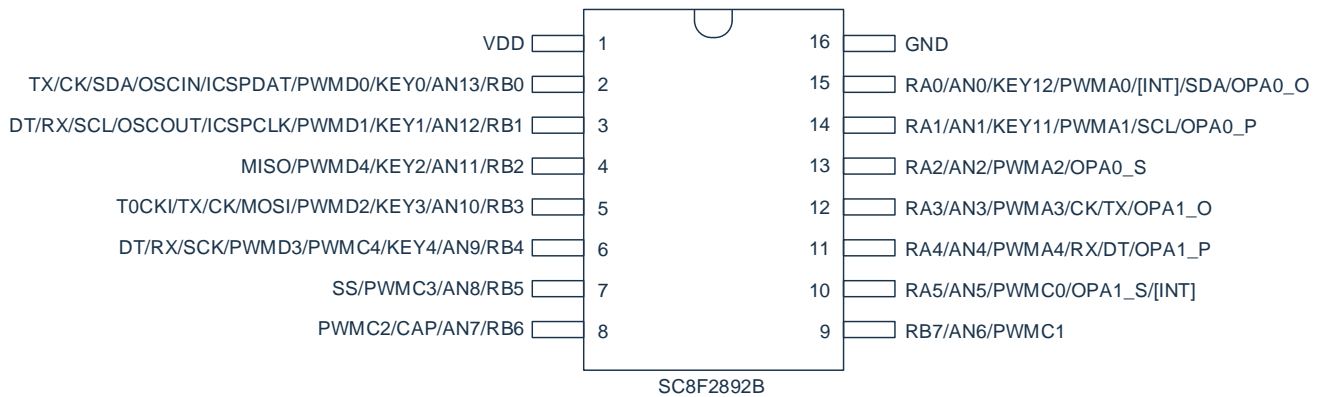 VDD 1 16 GND
TX/CK/SDA/OSCIN/ICSPDAT/PWMD0/KEY0/AN13/RB0 2 15 RA0/AN0/KEY12/PWMA0/[INT]/SDA/OPA0_O
DT/RX/SCL/OSCOUT/ICSPCLK/PWMD1/KEY1/AN12/RB1 3 14 RA1/AN1/KEY11/PWMA1/SCL/OPA0_P
MISO/PWMD4/KEY2/AN11/RB2 4 13 RA2/AN2/PWMA2/OPA0_S
T0CKI/TX/CK/MOSI/PWMD2/KEY3/AN10/RB3 5 12 RA3/AN3/PWMA3/CK/TX/OPA1_O
DT/RX/SCK/PWMD3/PWMC4/KEY4/AN9/RB4 6 11 RA4/AN4/PWMA4/RX/DT/OPA1_P
SS/PWMC3/AN8/RB5 7 10 RA5/AN5/PWMC0/OPA1_S/[INT]
PWMC2/CAP/AN7/RB6 8 9 RB7/AN6/PWMC1
SC8F2892B